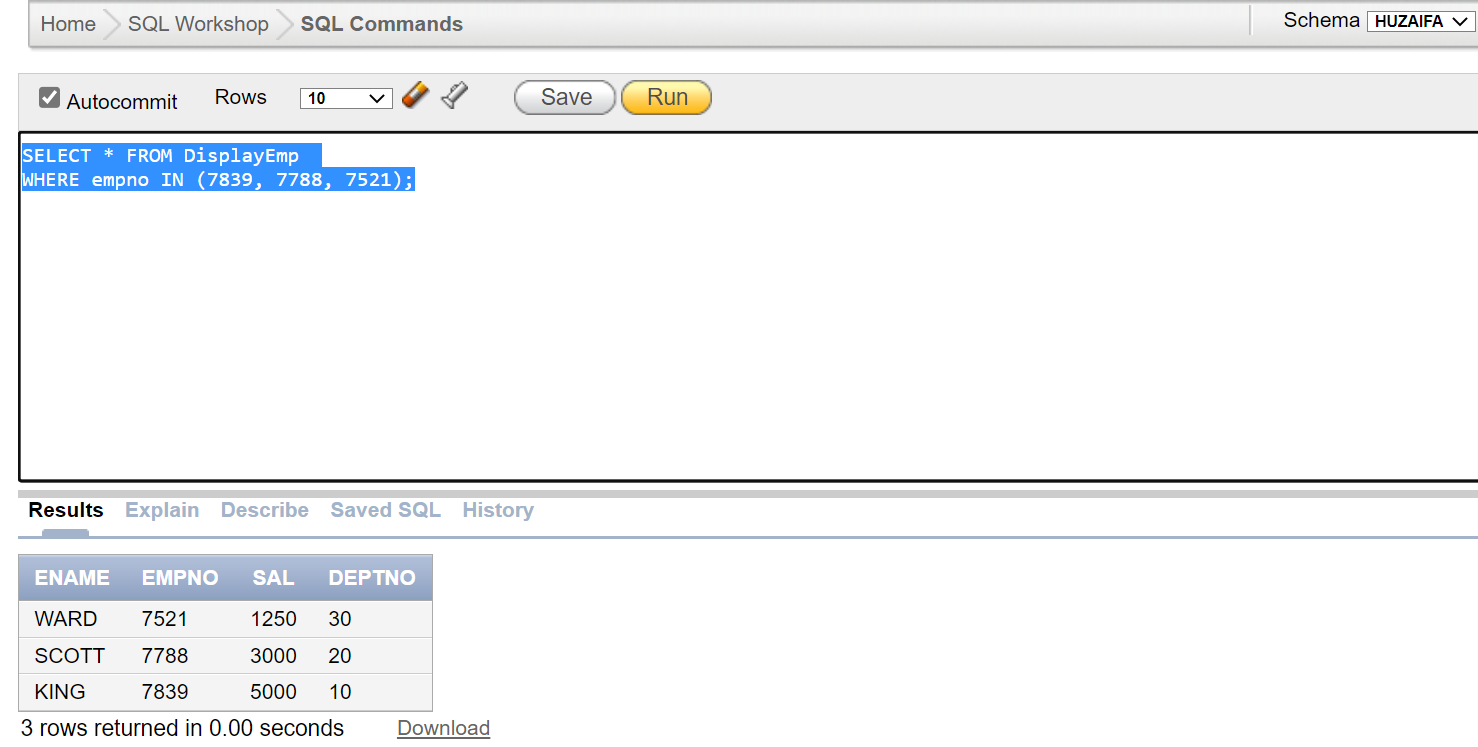 Home SQL Workshop SQL Commands Schema HUZAIFA
Autocommit Rows 10 Save Run
SELECT * FROM DisplayEmp
WHERE empno IN (7839, 7788, 7521);
Results Explain Describe Saved SQL History
ENAME EMPNO SAL DEPTNO
WARD 7521 1250 30
SCOTT 7788 3000 20
KING 7839 5000 10
3 rows returned in 0.00 seconds Download